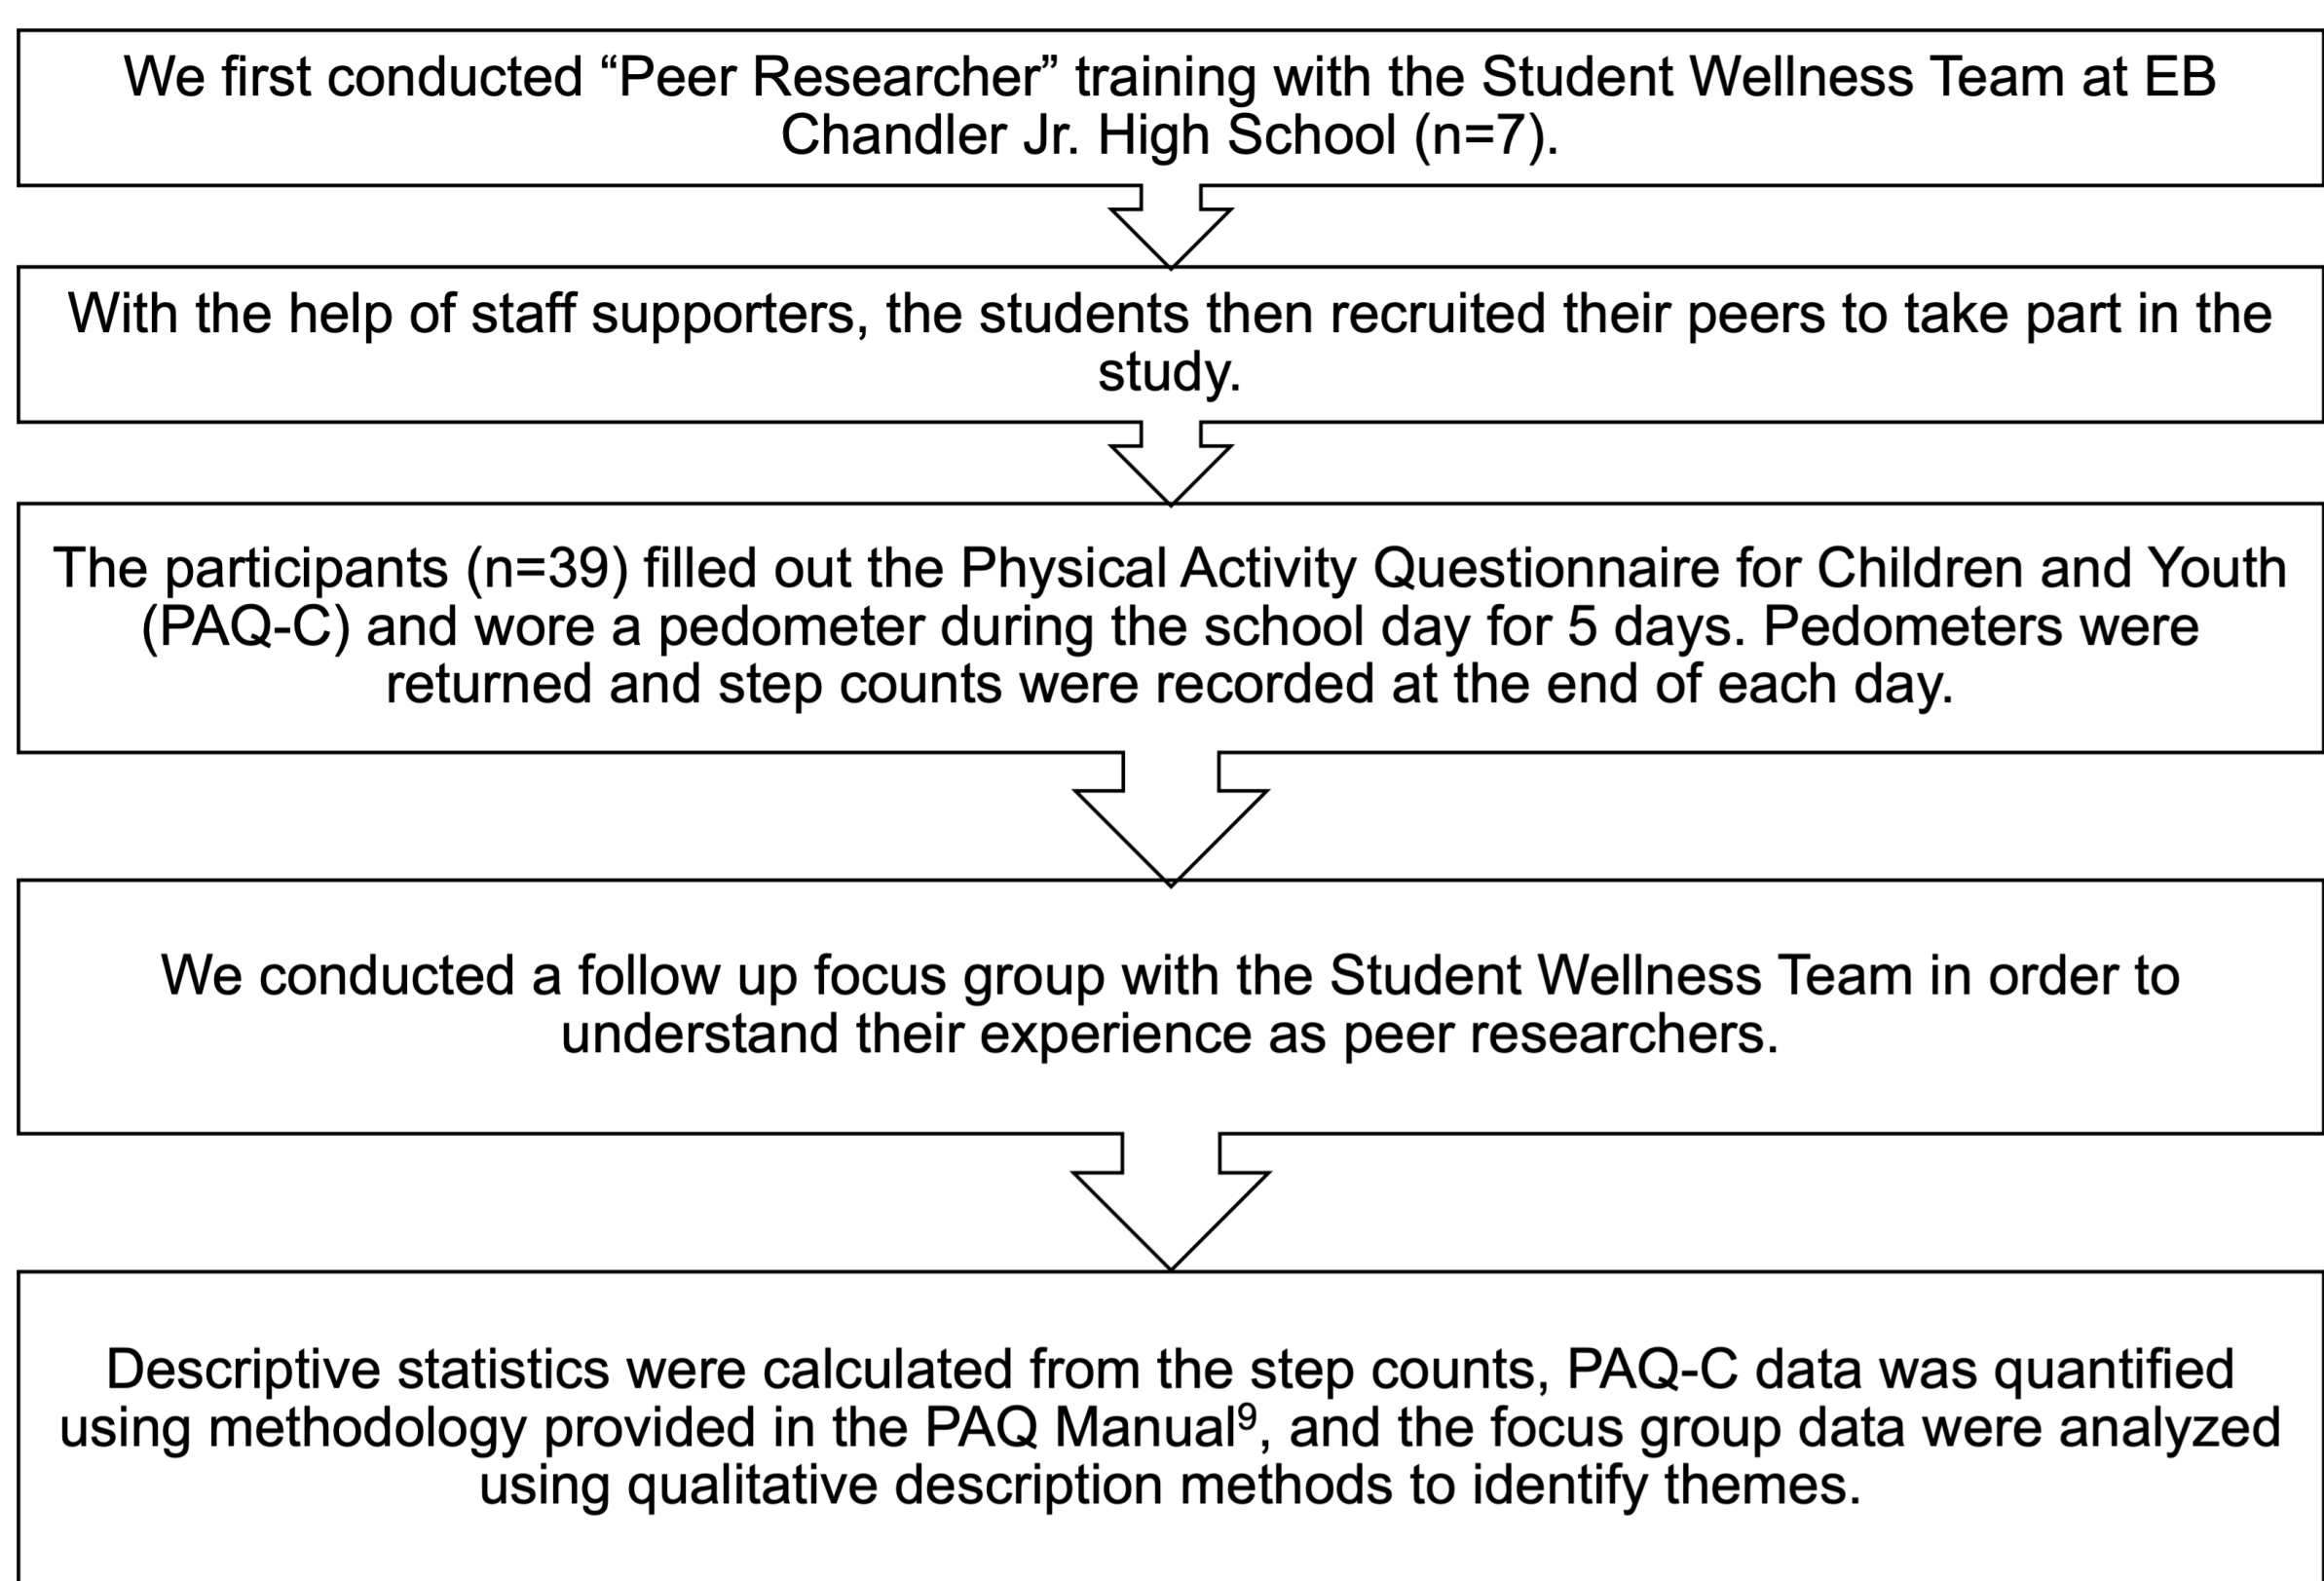 We first conducted “Peer Researcher” training with the Student Wellness Team at EB
Chandler Jr. High School (n=7).
With the help of staff supporters, the students then recruited their peers to take part in the
study.
The participants (n=39) filled out the Physical Activity Questionnaire for Children and Youth
(PAQ-C) and wore a pedometer during the school day for 5 days. Pedometers were
returned and step counts were recorded at the end of each day.
We conducted a follow up focus group with the Student Wellness Team in order to
understand their experience as peer researchers.
Descriptive statistics were calculated from the step counts, PAQ-C data was quantified
using methodology provided in the PAQ Manual⁹, and the focus group data were analyzed
using qualitative description methods to identify themes.